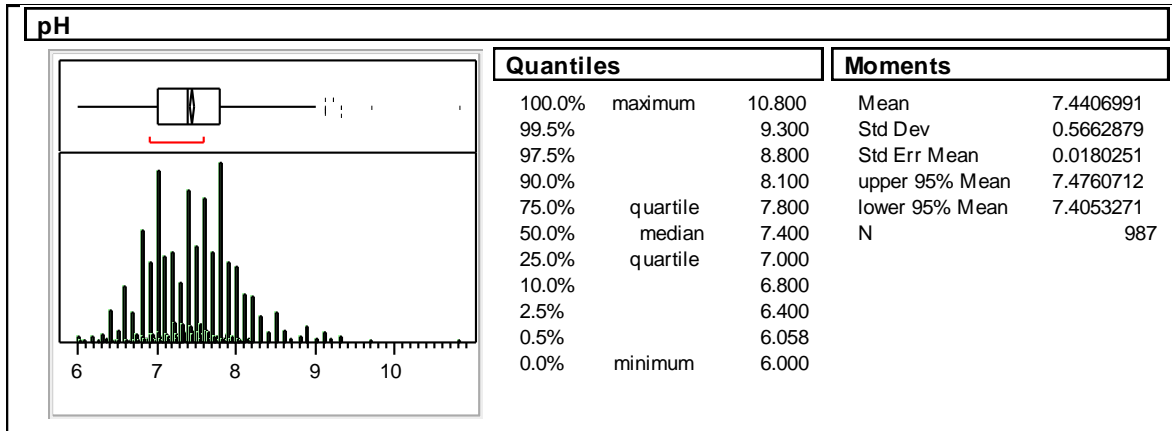 pH
6 7 8 9 10
Quantiles
100.0% maximum 10.800
99.5% 9.300
97.5% 8.800
90.0% 8.100
75.0% quartile 7.800
50.0% median 7.400
25.0% quartile 7.000
10.0% 6.800
2.5% 6.400
0.5% 6.058
0.0% minimum 6.000
Moments
Mean 7.4406991
Std Dev 0.5662879
Std Err Mean 0.0180251
upper 95% Mean 7.4760712
lower 95% Mean 7.4053271
N 987